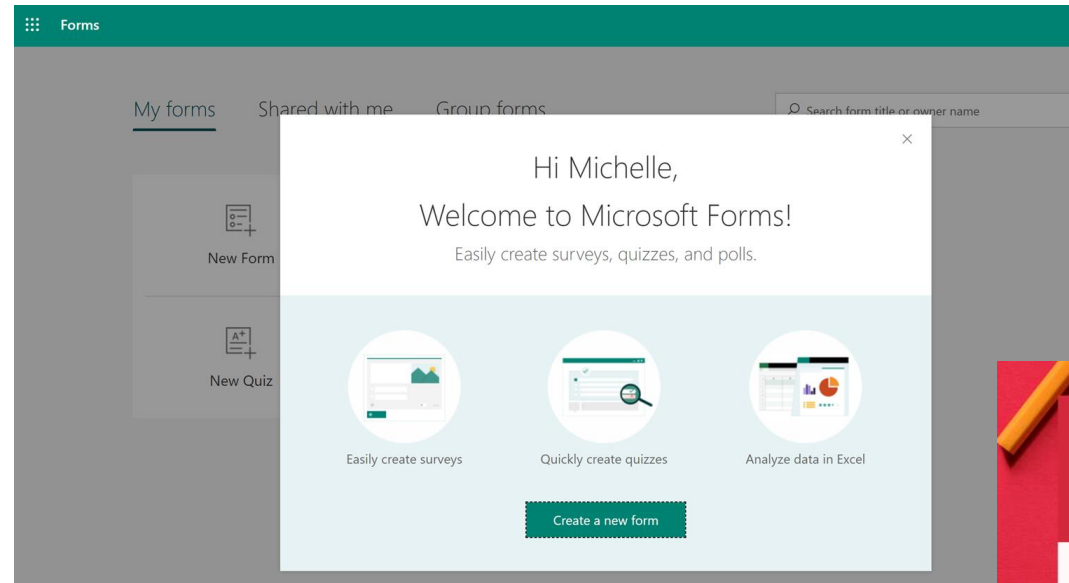 Forms
My forms Shared with me Group forms
Search form title or owner name
Hi Michelle,
Welcome to Microsoft Forms!
Easily create surveys, quizzes, and polls.
New Form
New Quiz
Easily create surveys
Quickly create quizzes
Analyze data in Excel
Create a new form